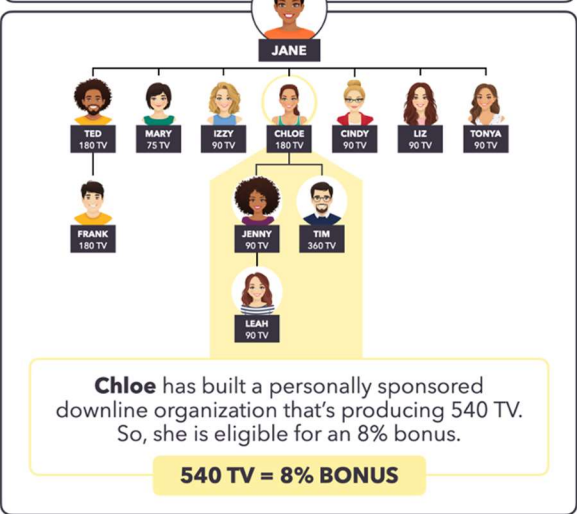 JANE
TED MARY IZZY CHLOE CINDY LIZ TONYA
180 TV 75 TV 90 TV 180 TV 90 TV 90 TV 90 TV
FRANK JENNY TIM
180 TV 90 TV 360 TV
LEAH
90 TV
Chloe has built a personally sponsored
downline organization that's producing 540 TV.
So, she is eligible for an 8% bonus.
540 TV = 8% BONUS